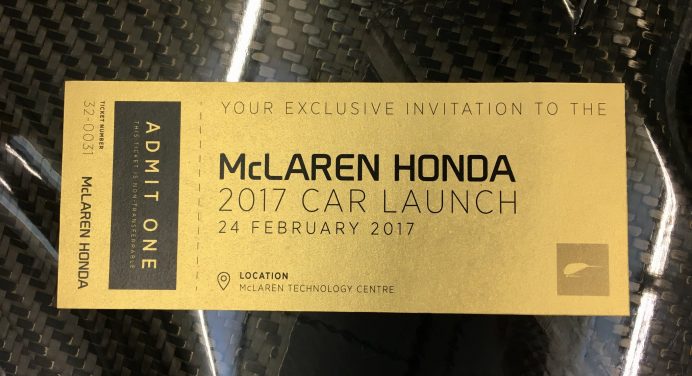 TICKET NUMBER
32-0031
McLAREN HONDA
ADMIT ONE
THIS TICKET IS NON-TRANSFERRABLE
YOUR EXCLUSIVE INVITATION TO THE
McLAREN HONDA
2017 CAR LAUNCH
24 FEBRUARY 2017
LOCATION
McLAREN TECHNOLOGY CENTRE